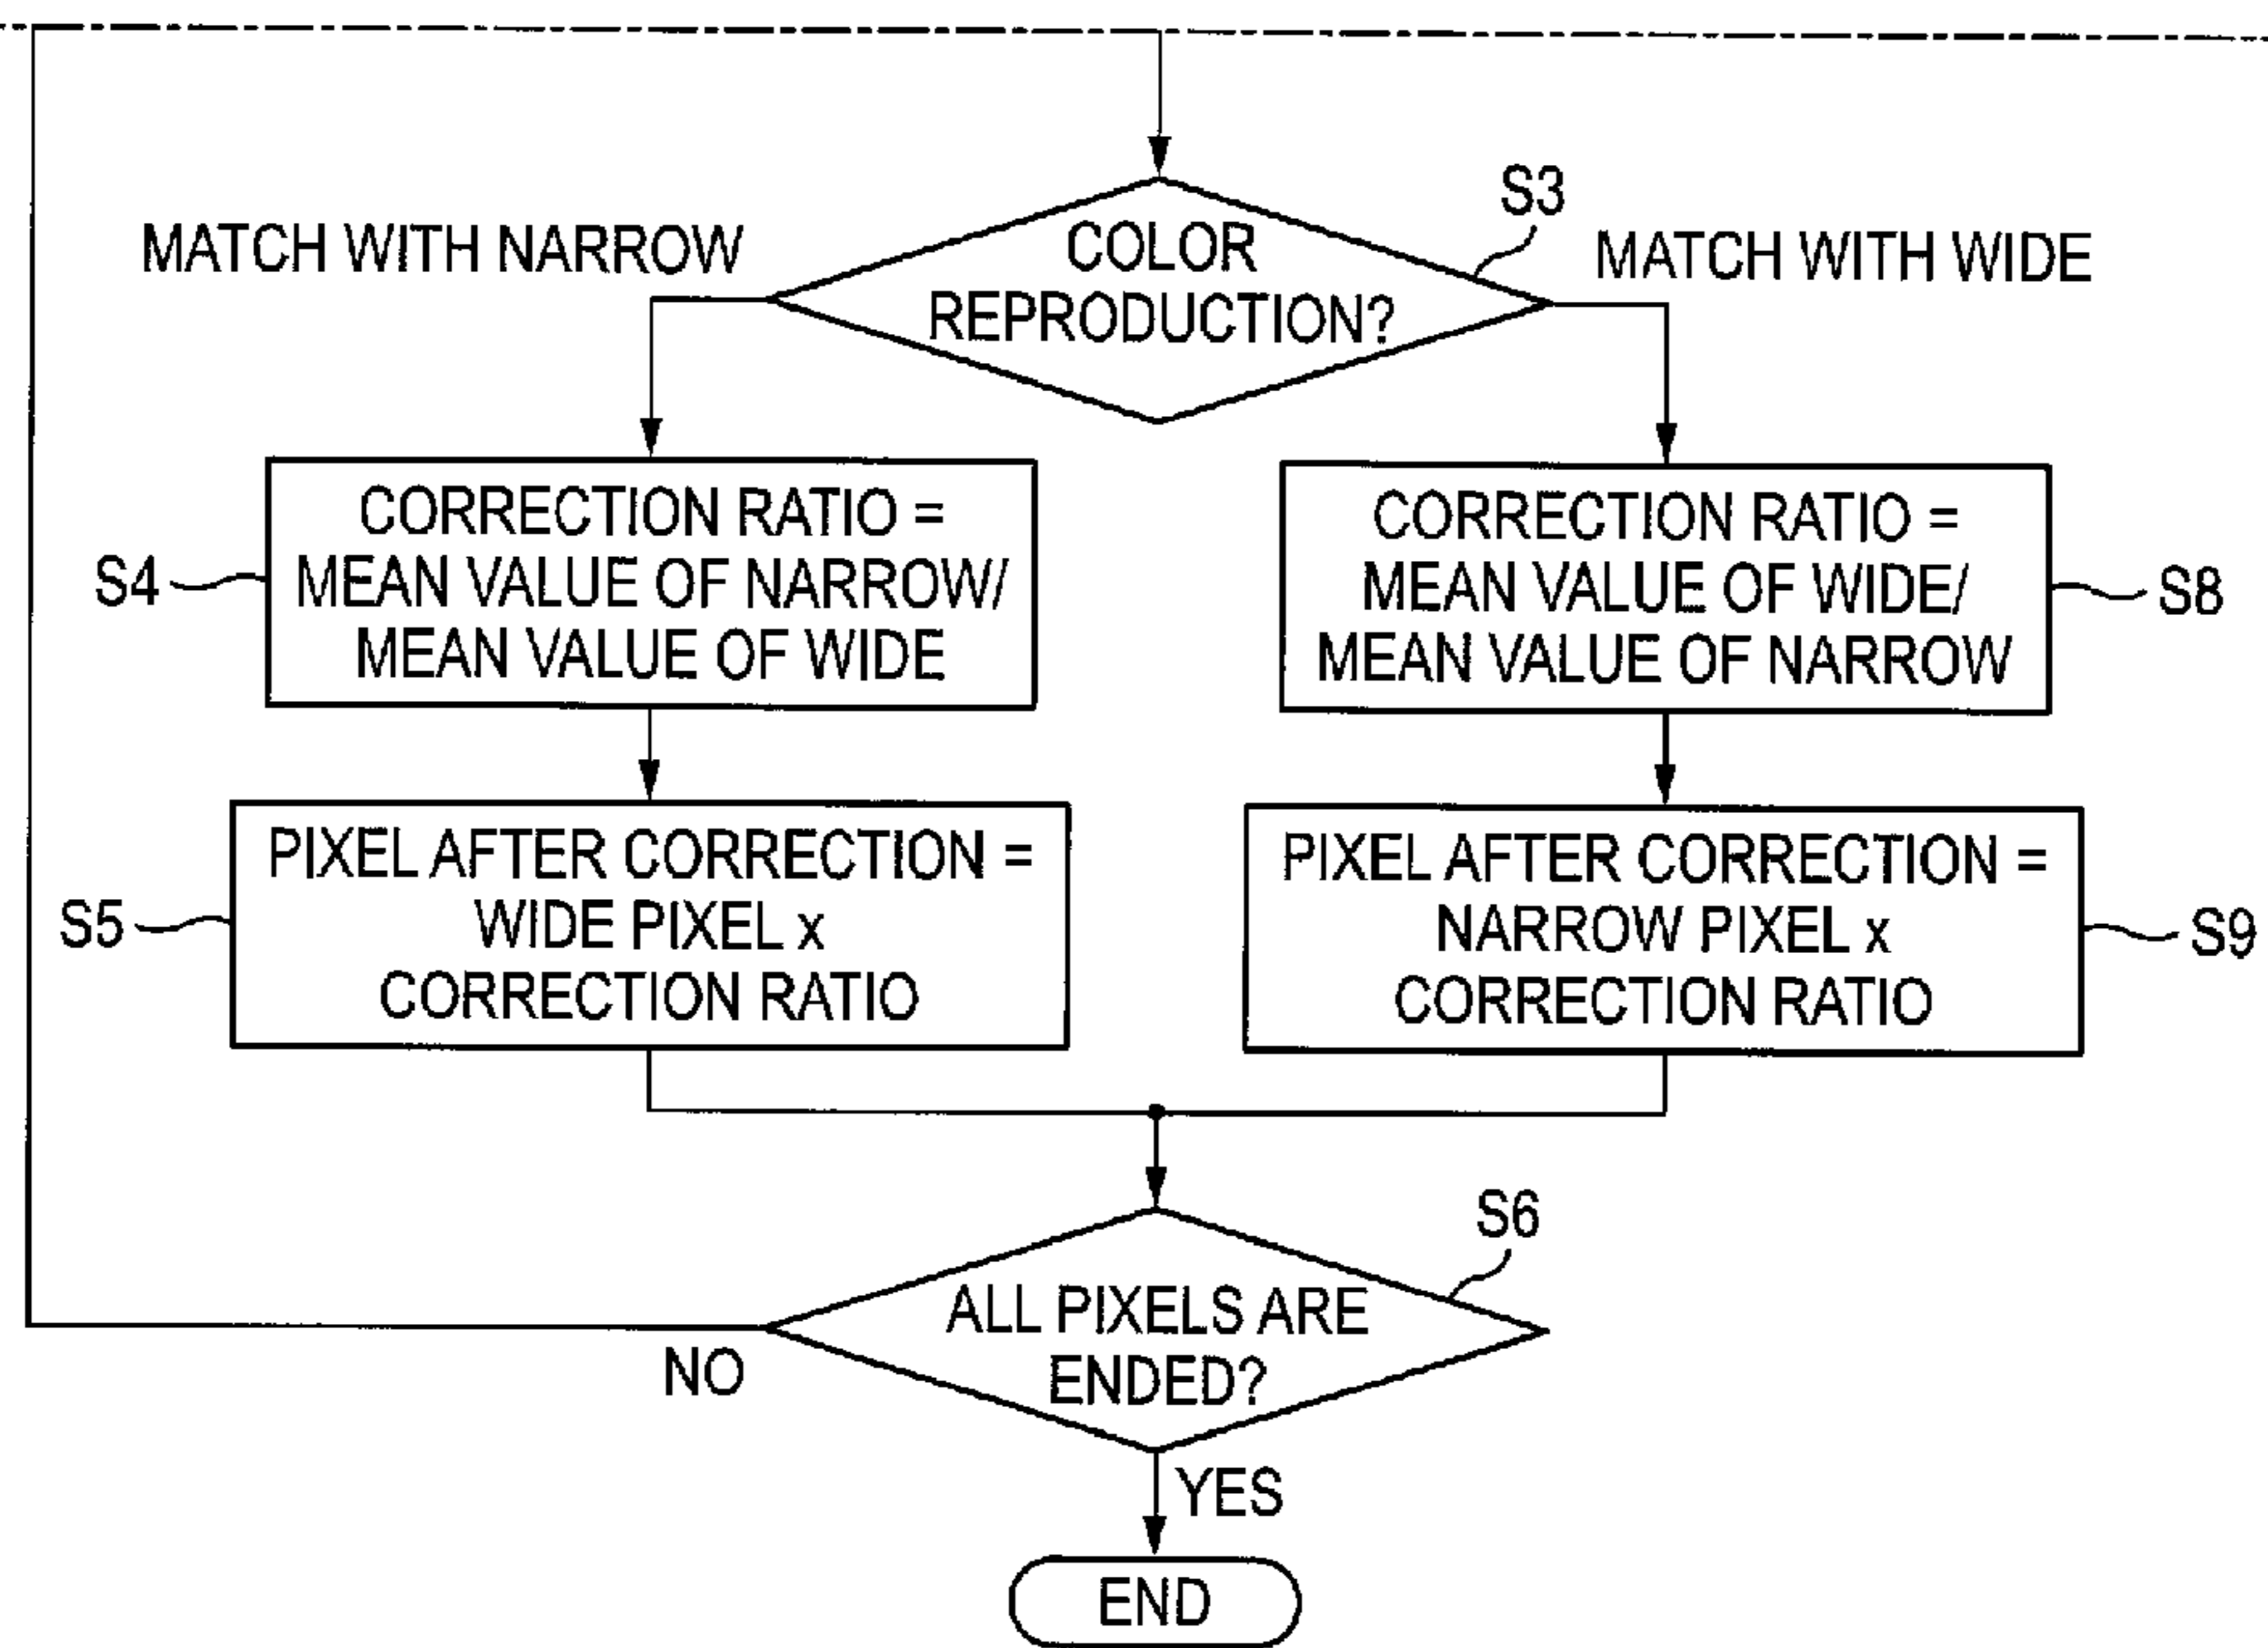 S3
COLOR
REPRODUCTION?
MATCH WITH NARROW
MATCH WITH WIDE
S4
CORRECTION RATIO =
MEAN VALUE OF NARROW/
MEAN VALUE OF WIDE
CORRECTION RATIO =
MEAN VALUE OF WIDE/
MEAN VALUE OF NARROW
S8
S5
PIXEL AFTER CORRECTION =
WIDE PIXEL x
CORRECTION RATIO
PIXEL AFTER CORRECTION =
NARROW PIXEL x
CORRECTION RATIO
S9
S6
ALL PIXELS ARE
ENDED?
NO
YES
END